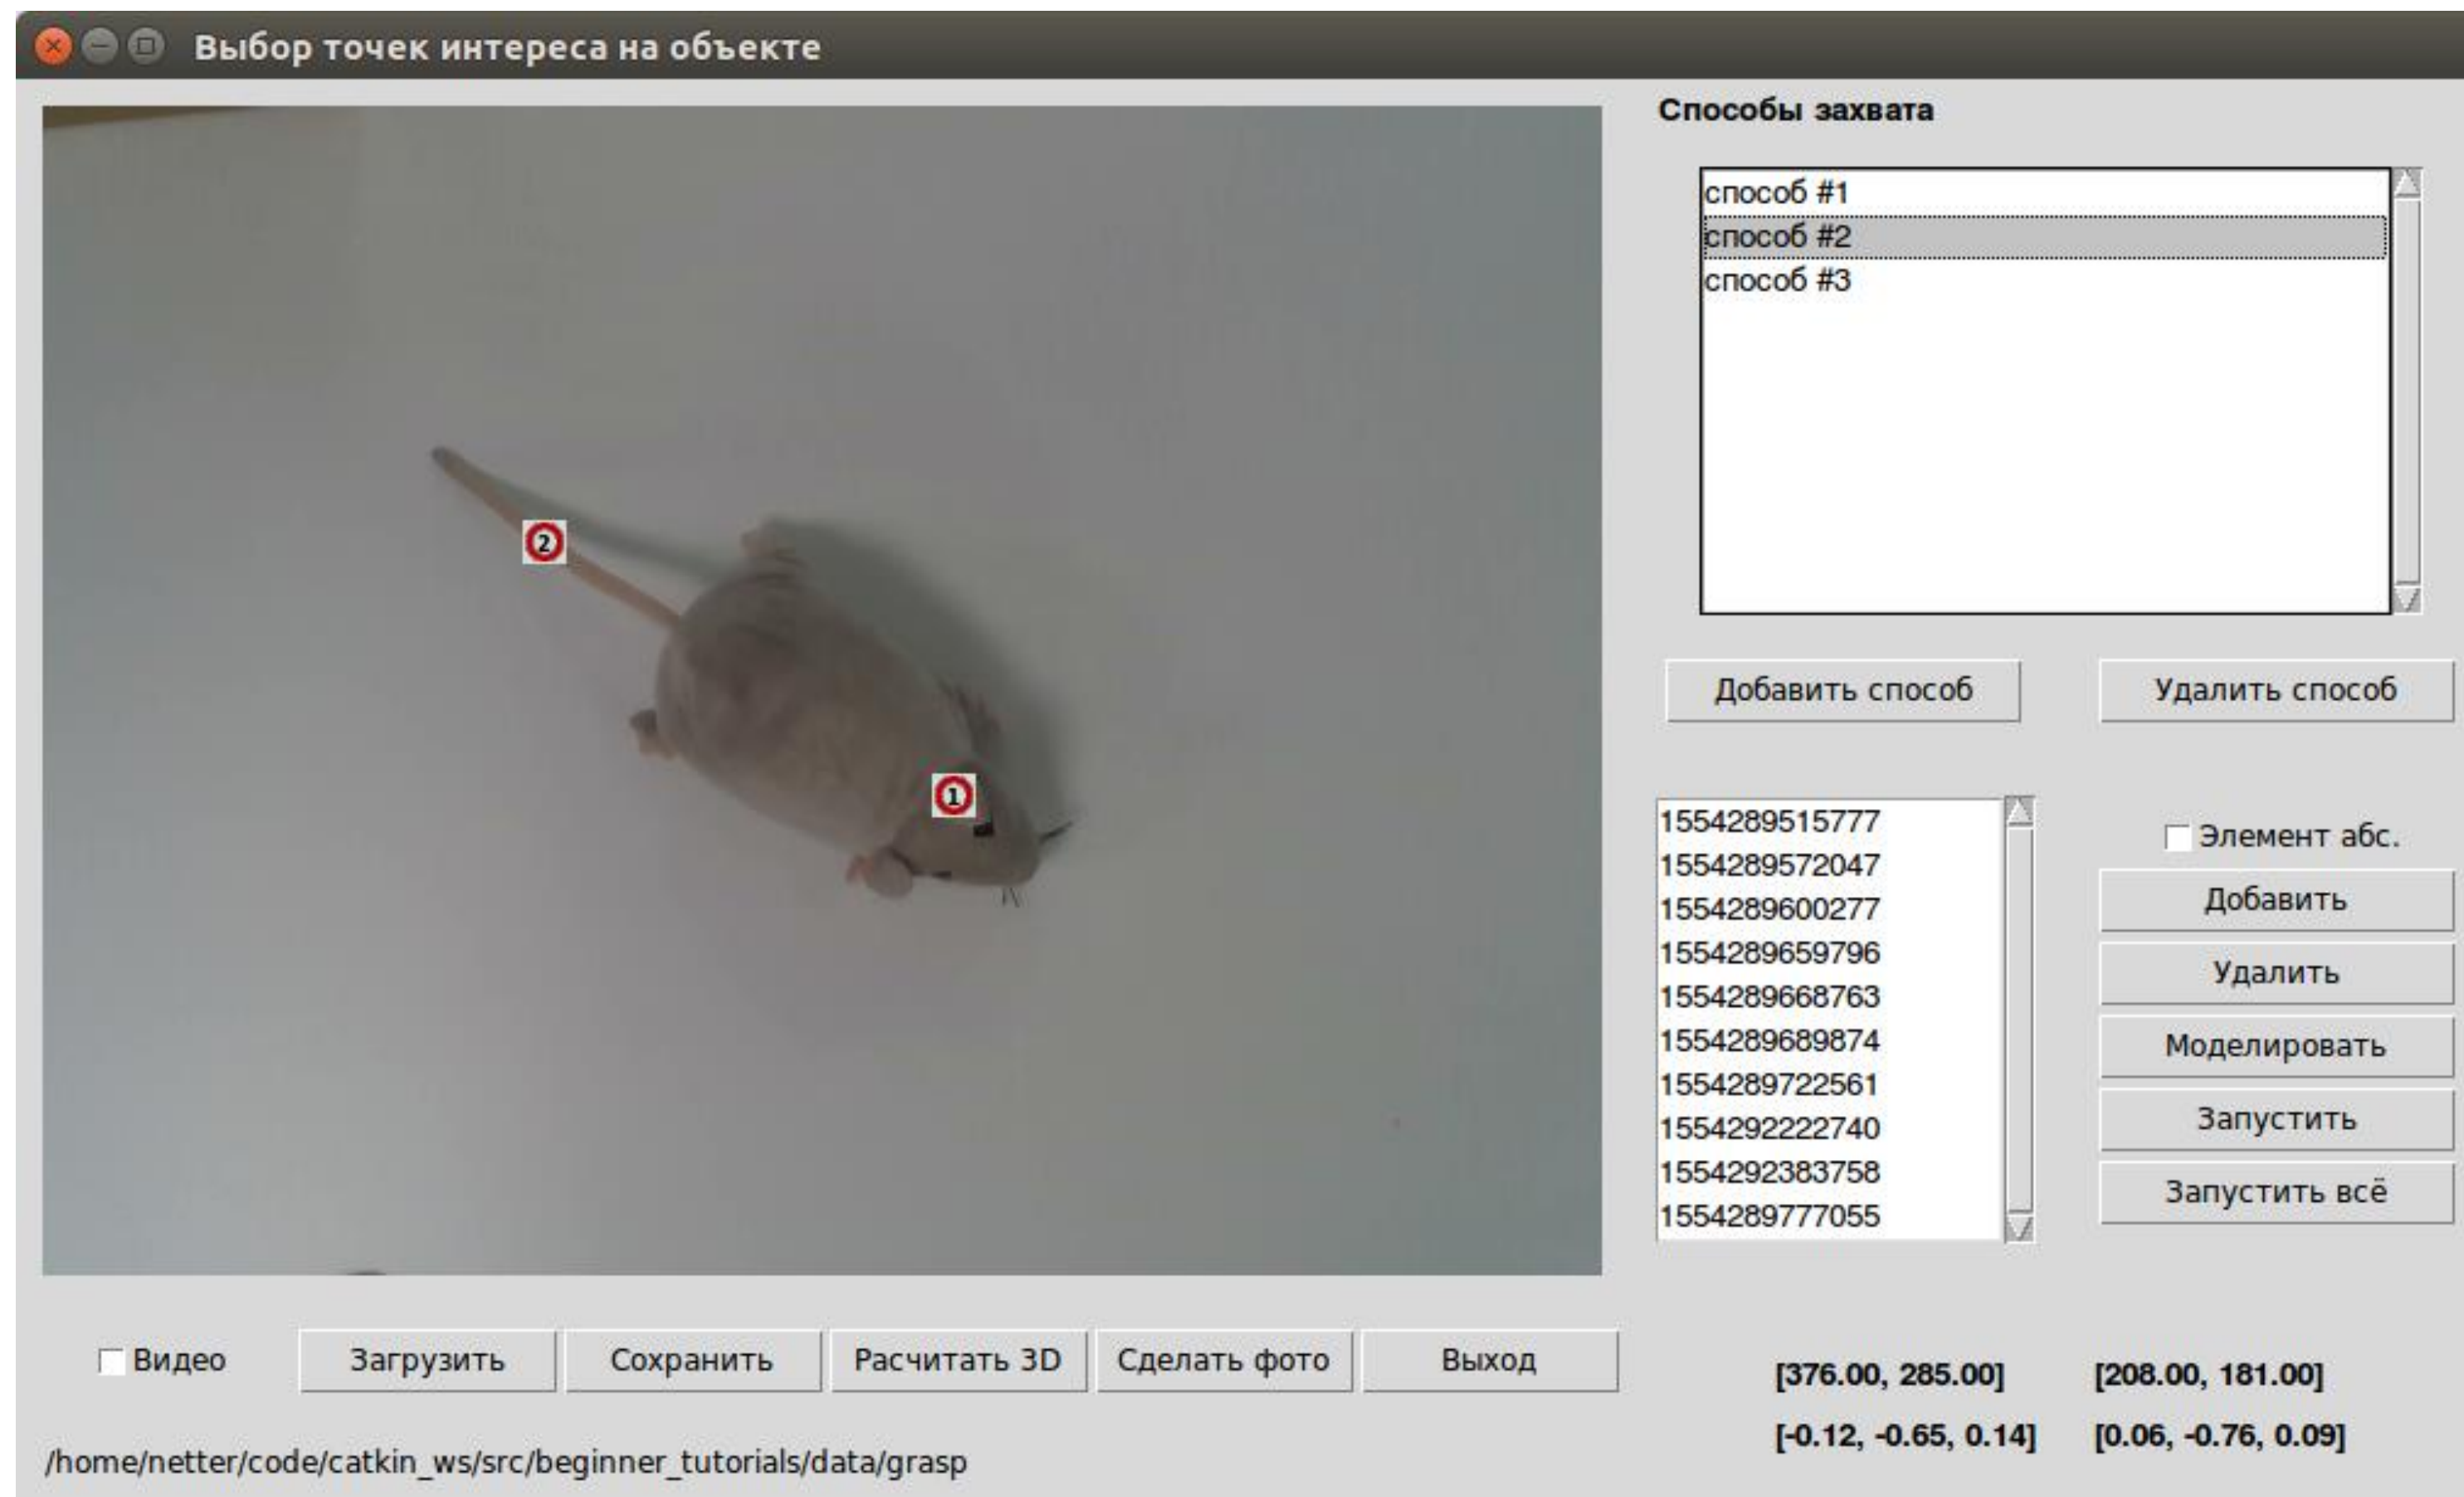 Выбор точек интереса на объекте
Способы захвата
способ #1
способ #2
способ #3
2
1
Добавить способ
Удалить способ
1554289515777
1554289572047
1554289600277
1554289659796
1554289668763
1554289689874
1554289722561
1554292222740
1554292383758
1554289777055
Элемент абс.
Добавить
Удалить
Моделировать
Запустить
Запустить всё
Видео
Загрузить
Сохранить
Расчитать 3D
Сделать фото
Выход
[376.00, 285.00]
[208.00, 181.00]
[-0.12, -0.65, 0.14]
[0.06, -0.76, 0.09]
/home/netter/code/catkin_ws/src/beginner_tutorials/data/grasp